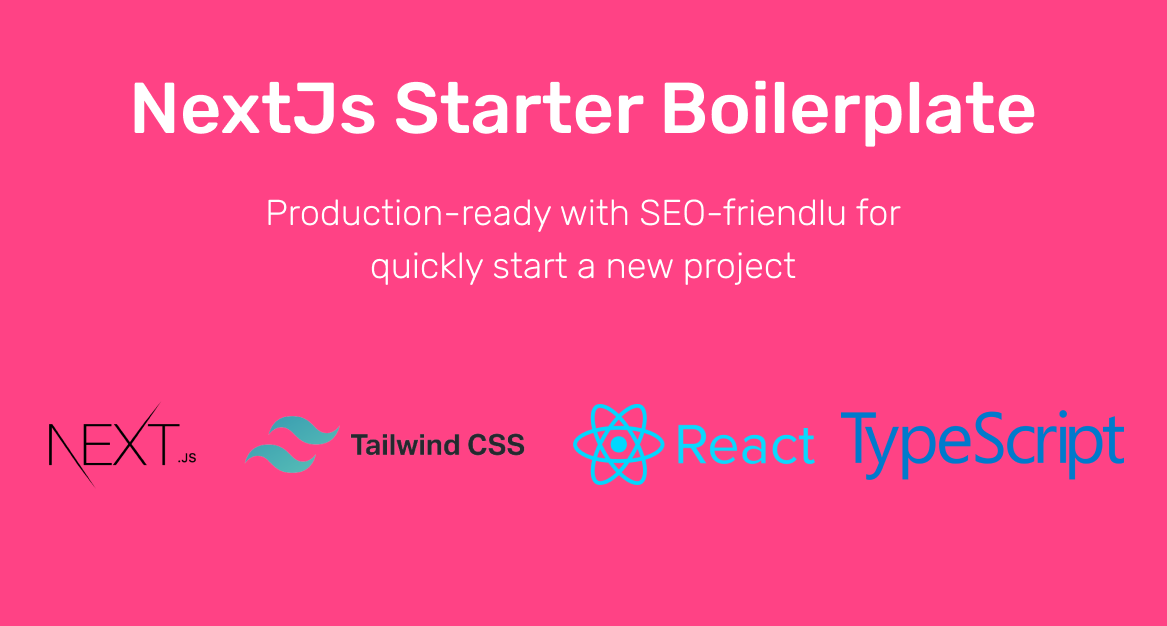 NextJs Starter Boilerplate
Production-ready with SEO-friendlu for
quickly start a new project
NEXT.JS
Tailwind CSS
React
TypeScript